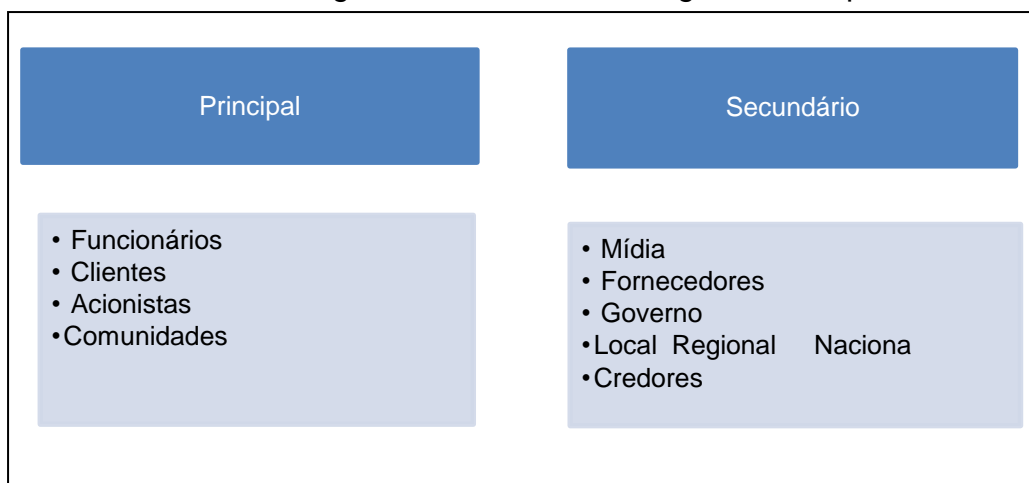 Principal
Secundário
• Funcionários
• Clientes
• Acionistas
•Comunidades
• Mídia
• Fornecedores
• Governo
•Local Regional Naciona
•Credores